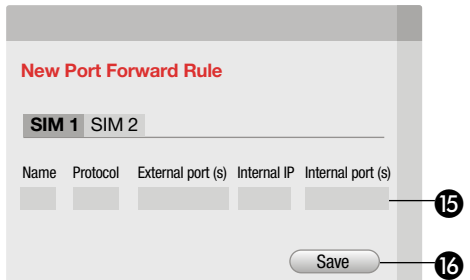 New Port Forward Rule
SIM 1 SIM 2
Name Protocol External port (s) Internal IP Internal port (s)
15
Save 16